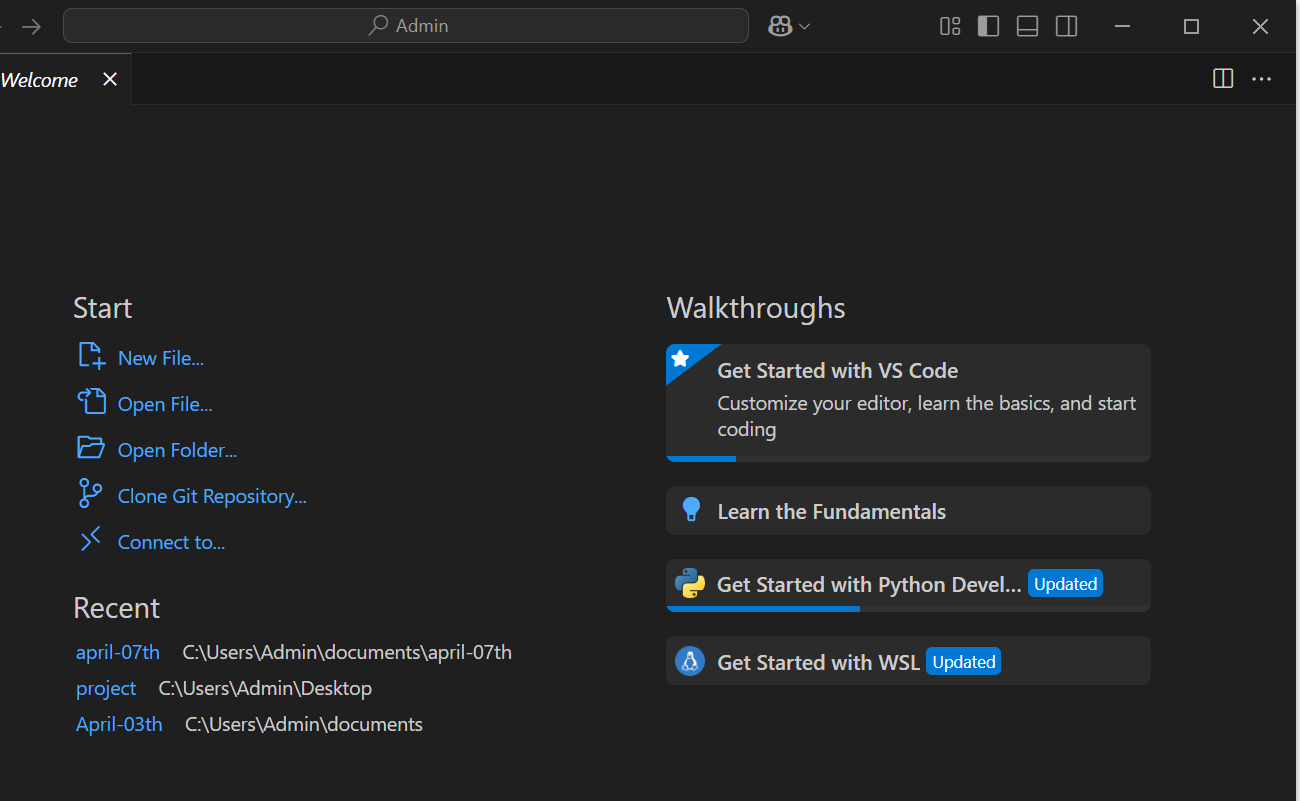 Admin
Welcome
Start
New File...
Open File...
Open Folder...
Clone Git Repository...
Connect to...
Recent
april-07th C:\Users\Admin\documents\april-07th
project C:\Users\Admin\Desktop
April-03th C:\Users\Admin\documents
Walkthroughs
Get Started with VS Code
Customize your editor, learn the basics, and start
coding
Learn the Fundamentals
Get Started with Python Devel... Updated
Get Started with WSL Updated